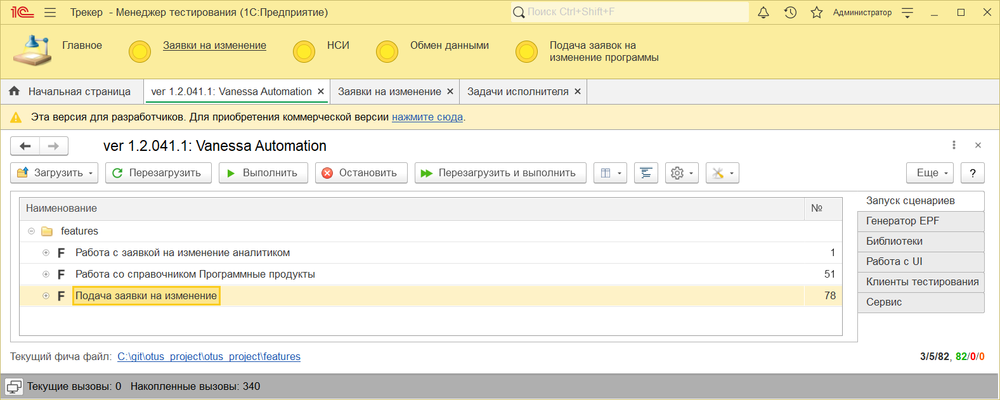 1С Трекер - Менеджер тестирования (1С:Предприятие) Поиск Ctrl+Shift+F Администратор
Главное Заявки на изменение НСИ Обмен данными Подача заявок на
изменение программы
Начальная страница ver 1.2.041.1: Vanessa Automation × Заявки на изменение × Задачи исполнителя ×
Эта версия для разработчиков. Для приобретения коммерческой версии нажмите сюда.
ver 1.2.041.1: Vanessa Automation
Загрузить Перезагрузить Выполнить Остановить Перезагрузить и выполнить Еще ?
Наименование №
features
F Работа с заявкой на изменение аналитиком 1
F Работа со справочником Программные продукты 51
F Подача заявки на изменение 78
Запуск сценариев
Генератор EPF
Библиотеки
Работа с UI
Клиенты тестирования
Сервис
Текущий фича файл: C:\git\otus_project\otus_project\features 3/5/82, 82/0/0
Текущие вызовы: 0 Накопленные вызовы: 340